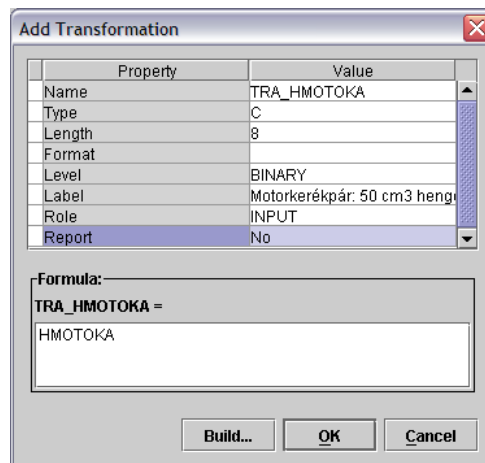 Add Transformation
Property Value
Name TRA_HMOTOKA
Type C
Length 8
Format
Level BINARY
Label Motorkerékpár: 50 cm3 heng
Role INPUT
Report No
Formula:
TRA_HMOTOKA =
HMOTOKA
Build... OK Cancel